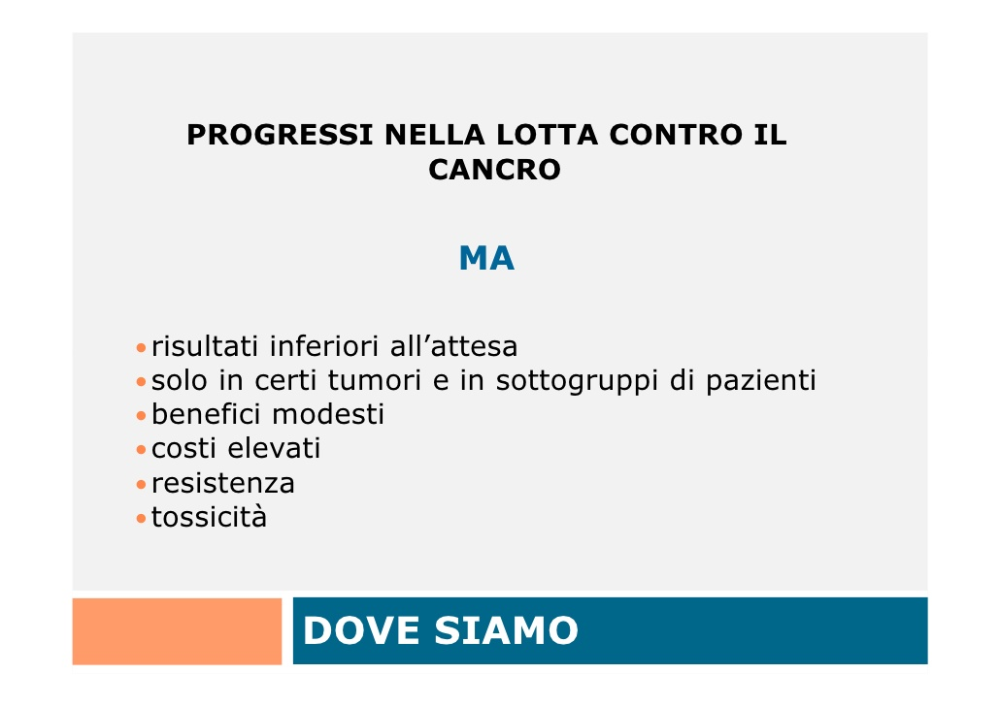 PROGRESSI NELLA LOTTA CONTRO IL
CANCRO
MA
•risultati inferiori all’attesa
•solo in certi tumori e in sottogruppi di pazienti
•benefici modesti
•costi elevati
•resistenza
•tossicità
DOVE SIAMO